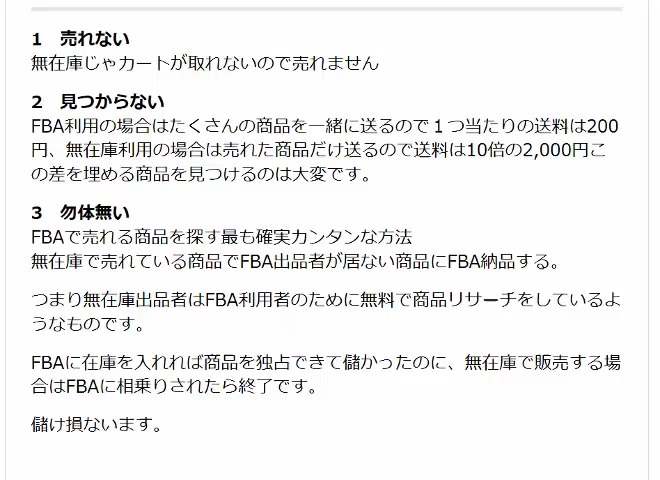 1　売れない
無在庫じゃカートが取れないので売れません
2　見つからない
FBA利用の場合はたくさんの商品を一緒に送るので１つ当たりの送料は200
円、無在庫利用の場合は売れた商品だけ送るので送料は10倍の2,000円こ
の差を埋める商品を見つけるのは大変です。
3　勿体無い
FBAで売れる商品を探す最も確実カンタンな方法
無在庫で売れている商品でFBA出品者が居ない商品にFBA納品する。
つまり無在庫出品者はFBA利用者のために無料で商品リサーチをしているよ
うなものです。
FBAに在庫を入れれば商品を独占できて儲かったのに、無在庫で販売する場
合はFBAに相乗りされたら終了です。
儲け損ないます。